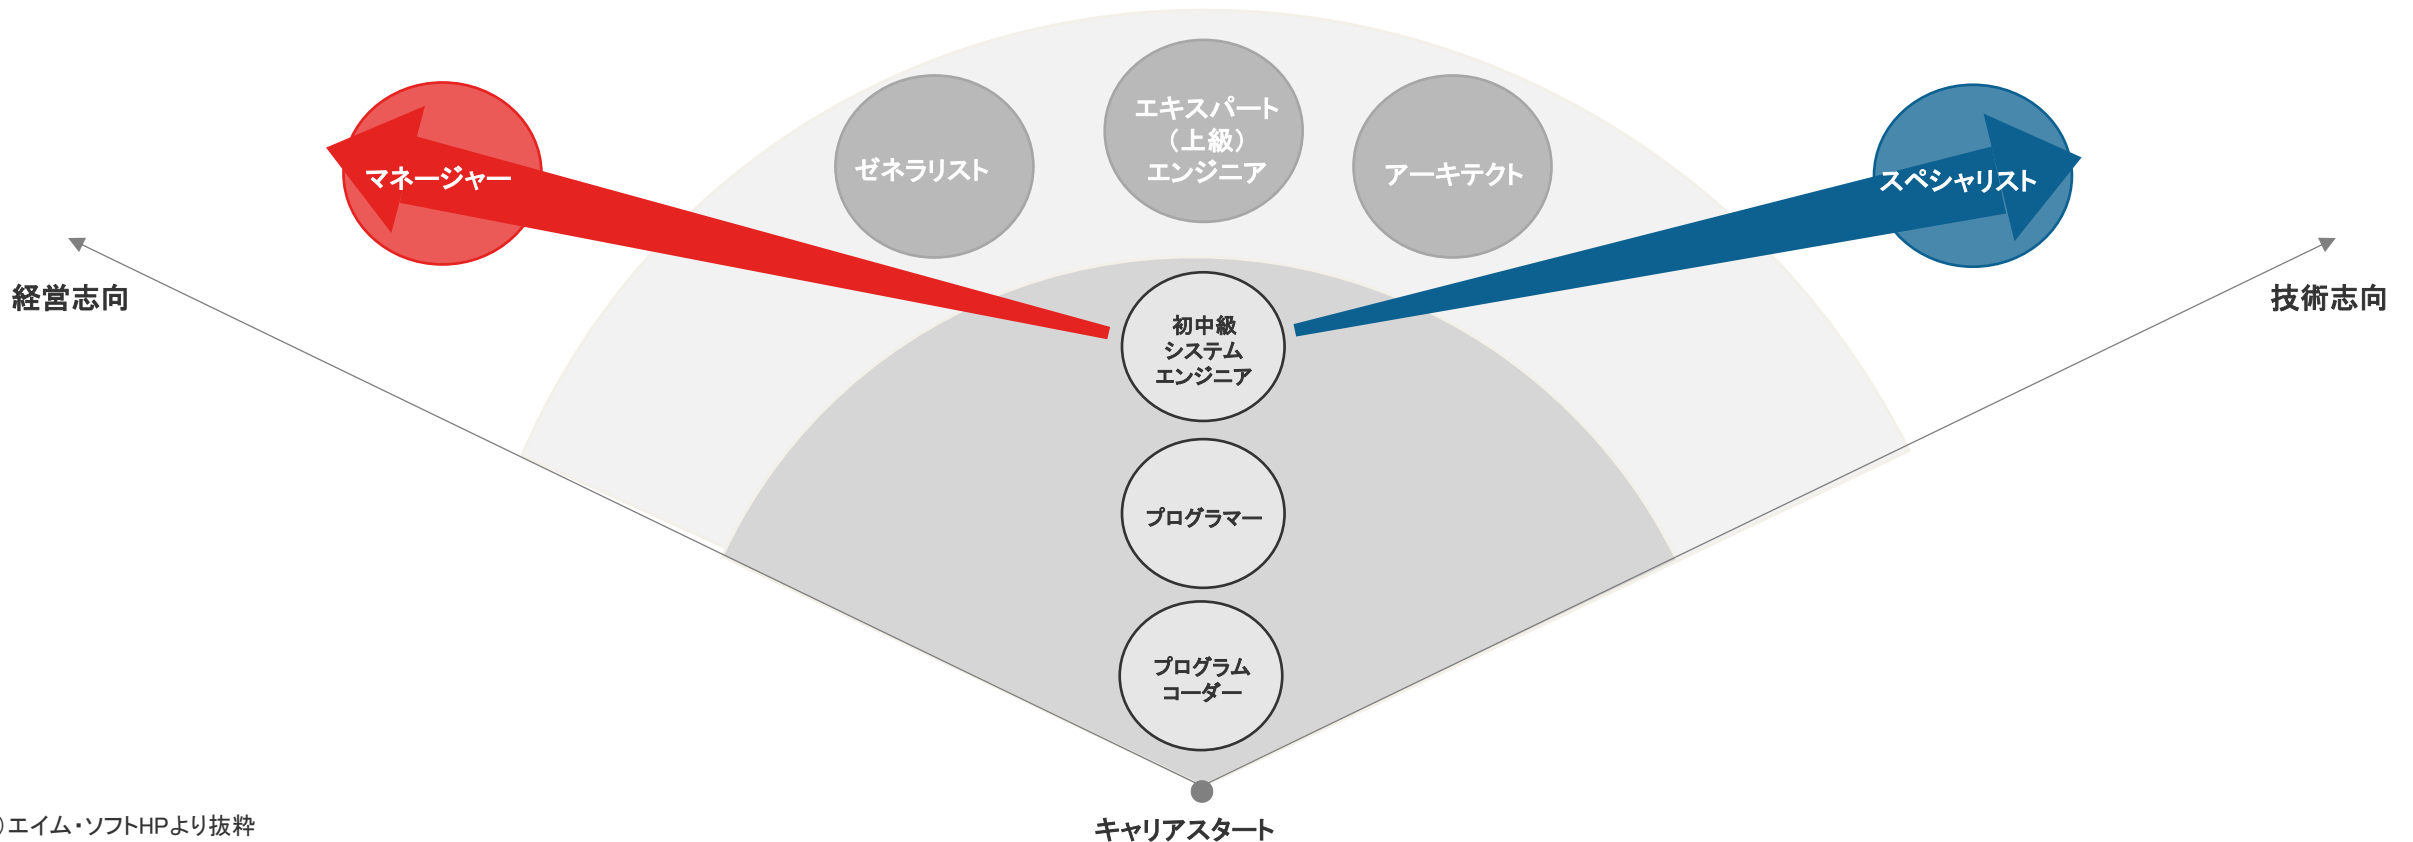 エキスパート
（上級）
エンジニア
マネージャー
ゼネラリスト
アーキテクト
スペシャリスト
経営志向
技術志向
初中級
システム
エンジニア
プログラマー
プログラム
コーダー
キャリアスタート
）エイム・ソフトHPより抜粋